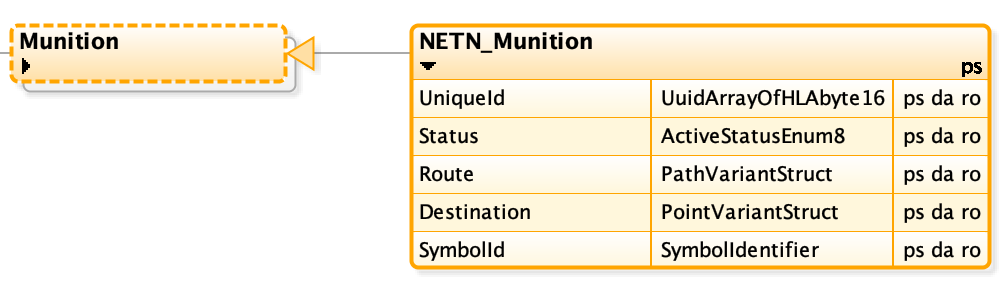 Munition
NETN_Munition
ps
UniqueId UuidArrayOfHLAbyte16 ps da ro
Status ActiveStatusEnum8 ps da ro
Route PathVariantStruct ps da ro
Destination PointVariantStruct ps da ro
SymbolId SymbolIdentifier ps da ro